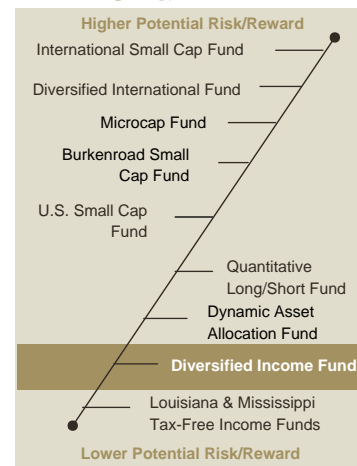 Higher Potential Risk/Reward
International Small Cap Fund
Diversified International Fund
Microcap Fund
Burkenroad Small
Cap Fund
U.S. Small Cap
Fund
Quantitative
Long/Short Fund
Dynamic Asset
Allocation Fund
Diversified Income Fund
Louisiana & Mississippi
Tax-Free Income Funds
Lower Potential Risk/Reward